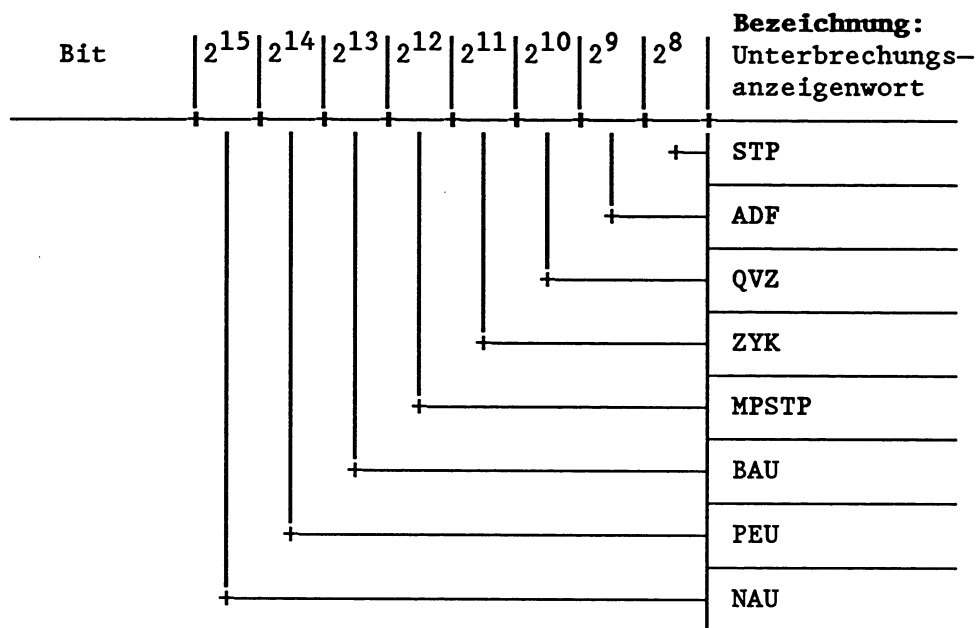 Bezeichnung:
Bit 2^15 2^14 2^13 2^12 2^11 2^10 2^9 2^8 Unterbrechungs—
anzeigenwort
STP
ADF
QVZ
ZYK
MPSTP
BAU
PEU
NAU